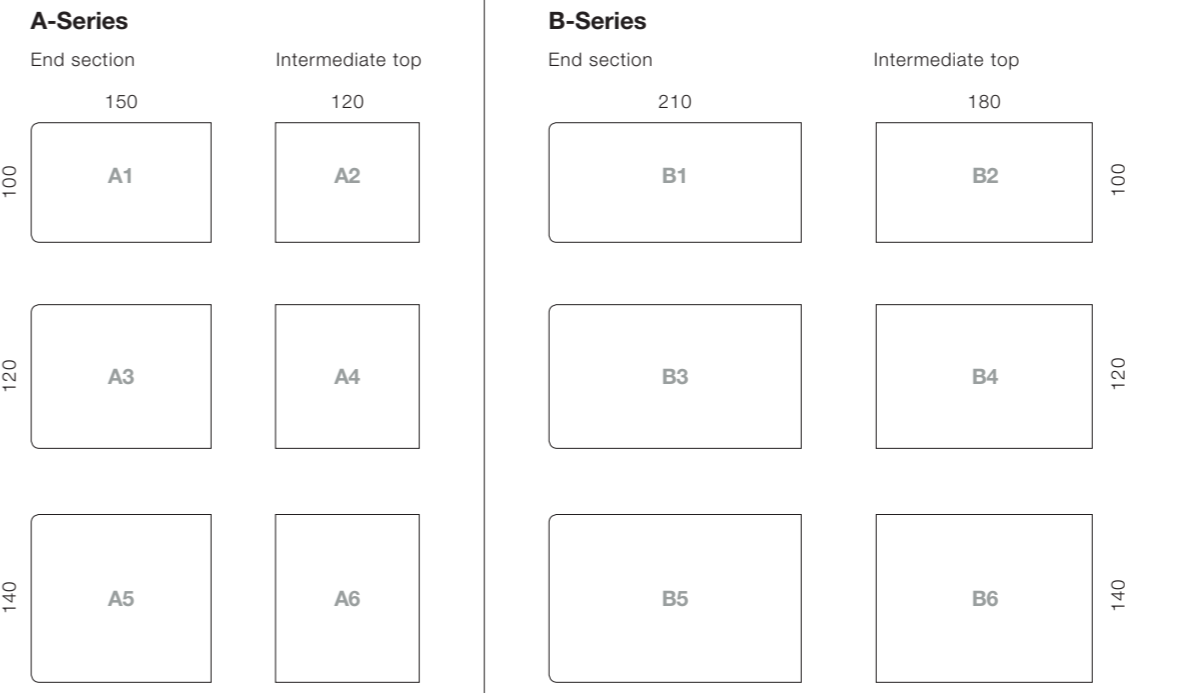 A-Series
End section
Intermediate top
150
120
100
A1
A2
120
A3
A4
140
A5
A6
B-Series
End section
Intermediate top
210
180
B1
B2
100
B3
B4
120
B5
B6
140